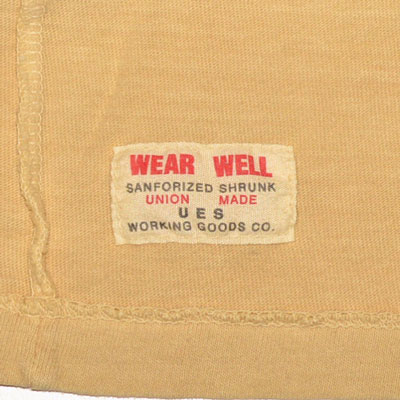 WEAR WELL
SANFORIZED SHRUNK
UNION MADE
UES
WORKING GOODS CO.